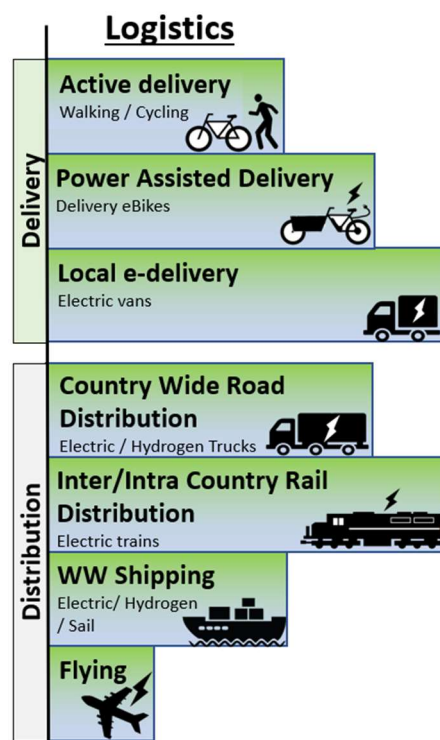 Logistics
Delivery
Active delivery
Walking / Cycling
Power Assisted Delivery
Delivery eBikes
Local e-delivery
Electric vans
Distribution
Country Wide Road
Distribution
Electric / Hydrogen Trucks
Inter/Intra Country Rail
Distribution
Electric trains
WW Shipping
Electric/ Hydrogen
/ Sail
Flying